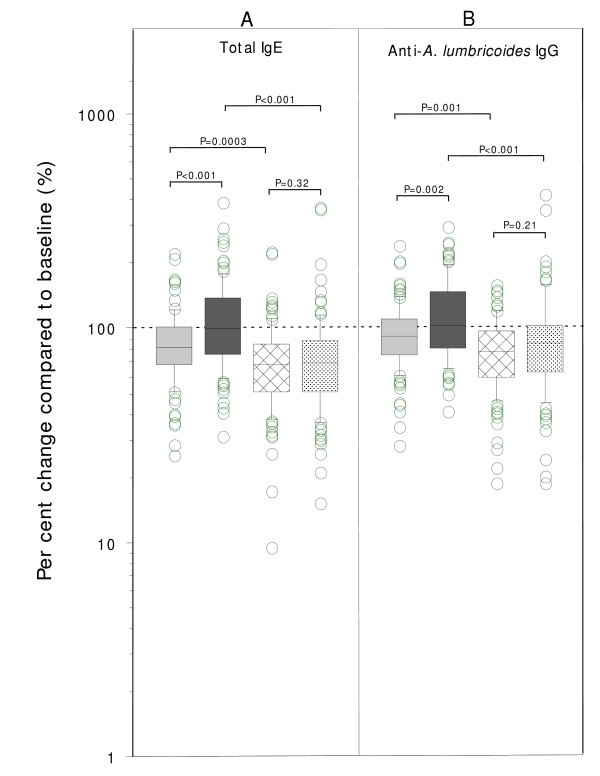 A
B
Total IgE
Anti-A. lumbricoides IgG
P<0.001
P=0.001
1000
P=0.0003
P<0.001
P<0.001
P=0.32
P=0.002
P=0.21
100
10
1
Per cent change compared to baseline (%)